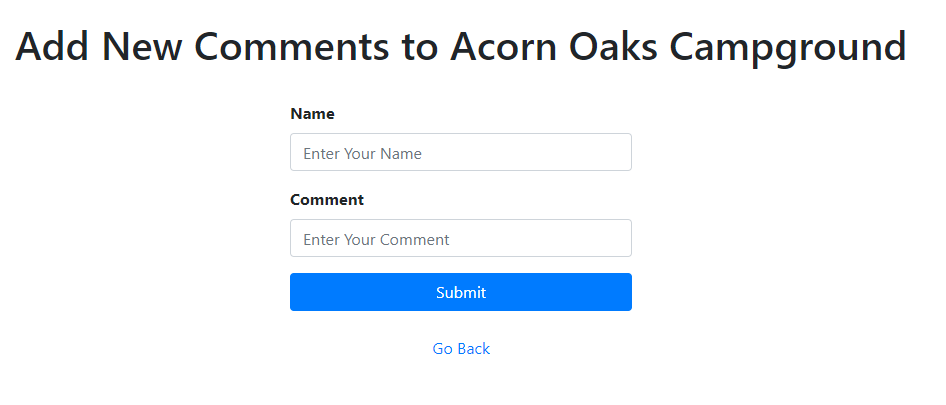 Add New Comments to Acorn Oaks Campground
Name
Enter Your Name
Comment
Enter Your Comment
Submit
Go Back